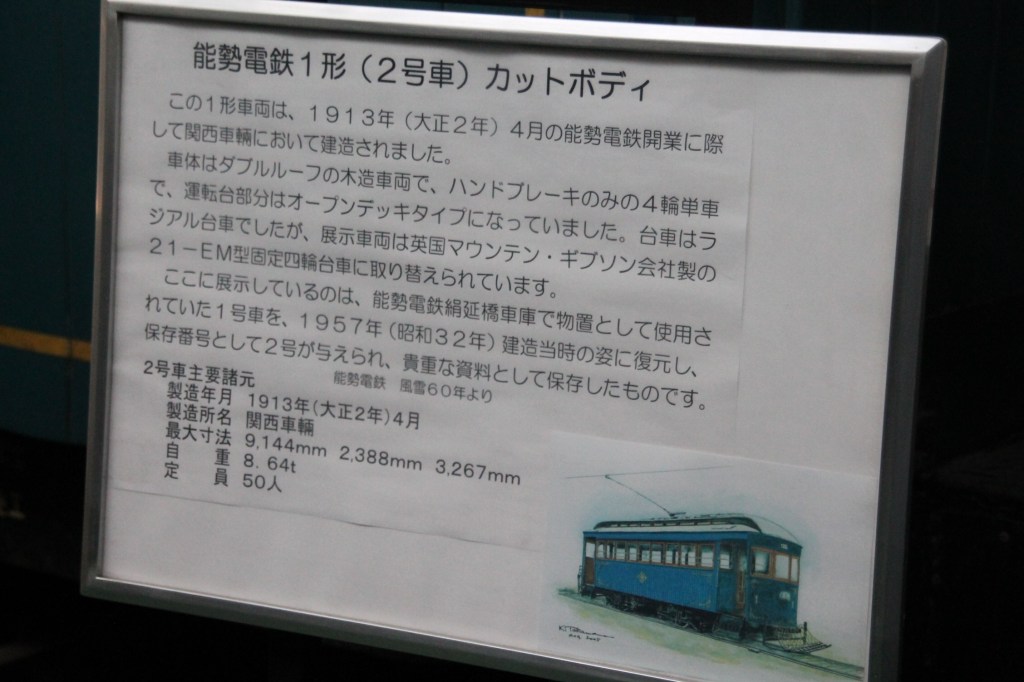 能勢電鉄１形（２号車）カットボディ
この１形車両は、１９１３年（大正２年）４月の能勢電鉄開業に際
して関西車輛において建造されました。
車体はダブルルーフの木造車両で、ハンドブレーキのみの４輪単車
で、運転台部分はオープンデッキタイプになっていました。台車はラ
ジアル台車でしたが、展示車両は英国マウンテン・ギブソン会社製の
２１－ＥＭ型固定四輪台車に取り替えられています。
ここに展示しているのは、能勢電鉄絹延橋車庫で物置として使用さ
れていた１号車を、１９５７年（昭和３２年）建造当時の姿に復元し、
保存番号として２号が与えられ、貴重な資料として保存したものです。
能勢電鉄　風雪６０年より
2号車主要諸元
製造年月　1913年(大正2年)4月
製造所名　関西車輛
最大寸法　9,144mm　2,388mm　3,267mm
自　　重　8．64t
定　　員　50人